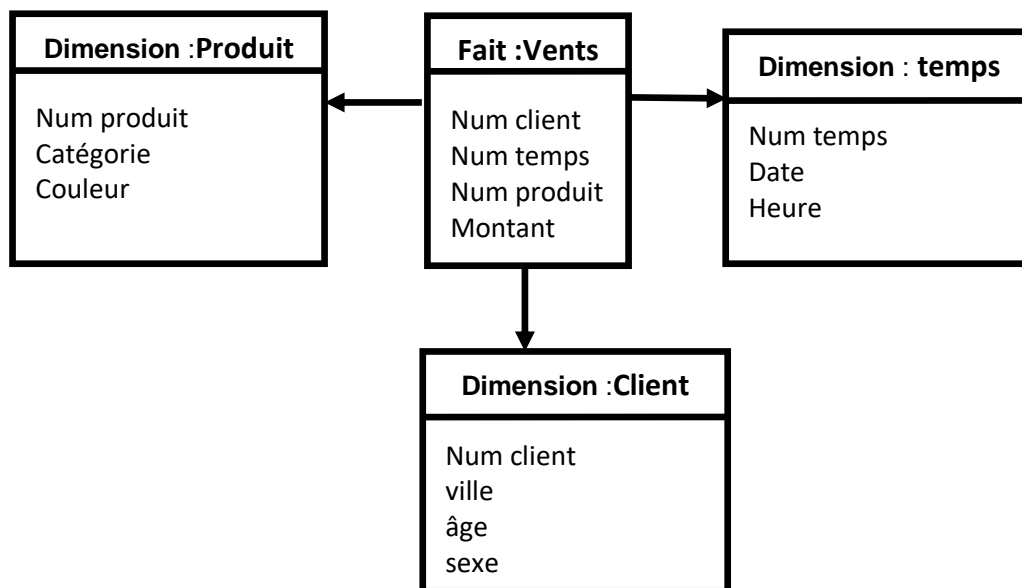 Dimension :Produit
Num produit
Catégorie
Couleur
Fait :Vents
Num client
Num temps
Num produit
Montant
Dimension : temps
Num temps
Date
Heure
Dimension :Client
Num client
ville
âge
sexe